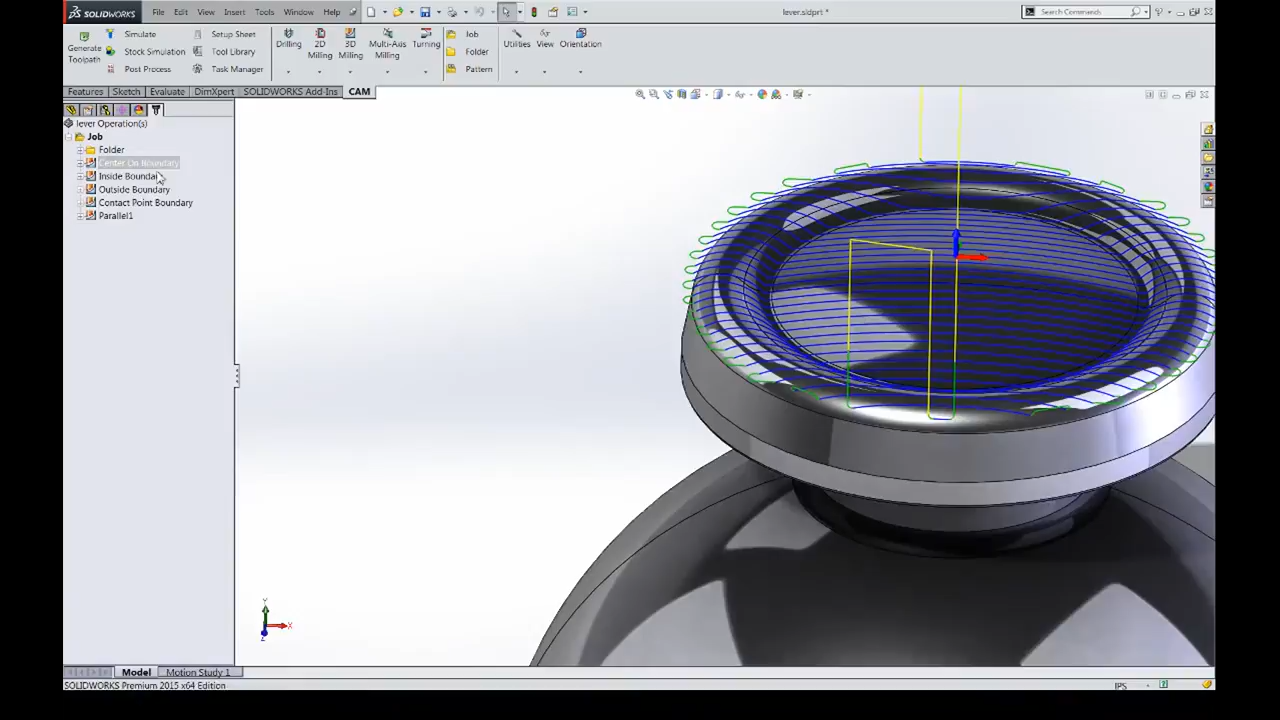 SOLIDWORKS File Edit View Insert Tools Window Help lever.sldprt * Search Commands
Generate Toolpath
Simulate
Stock Simulation
Post Process
Setup Sheet
Tool Library
Task Manager
Drilling
2D Milling
3D Milling
Multi-Axis Milling
Turning
Job
Folder
Pattern
Utilities
View
Orientation
Features Sketch Evaluate DimXpert SOLIDWORKS Add-Ins CAM
lever Operation(s)
Job
Folder
Center On Boundary
Inside Boundary
Outside Boundary
Contact Point Boundary
Parallel1
Y
X
Z
Model Motion Study 1
SOLIDWORKS Premium 2015 x64 Edition IPS